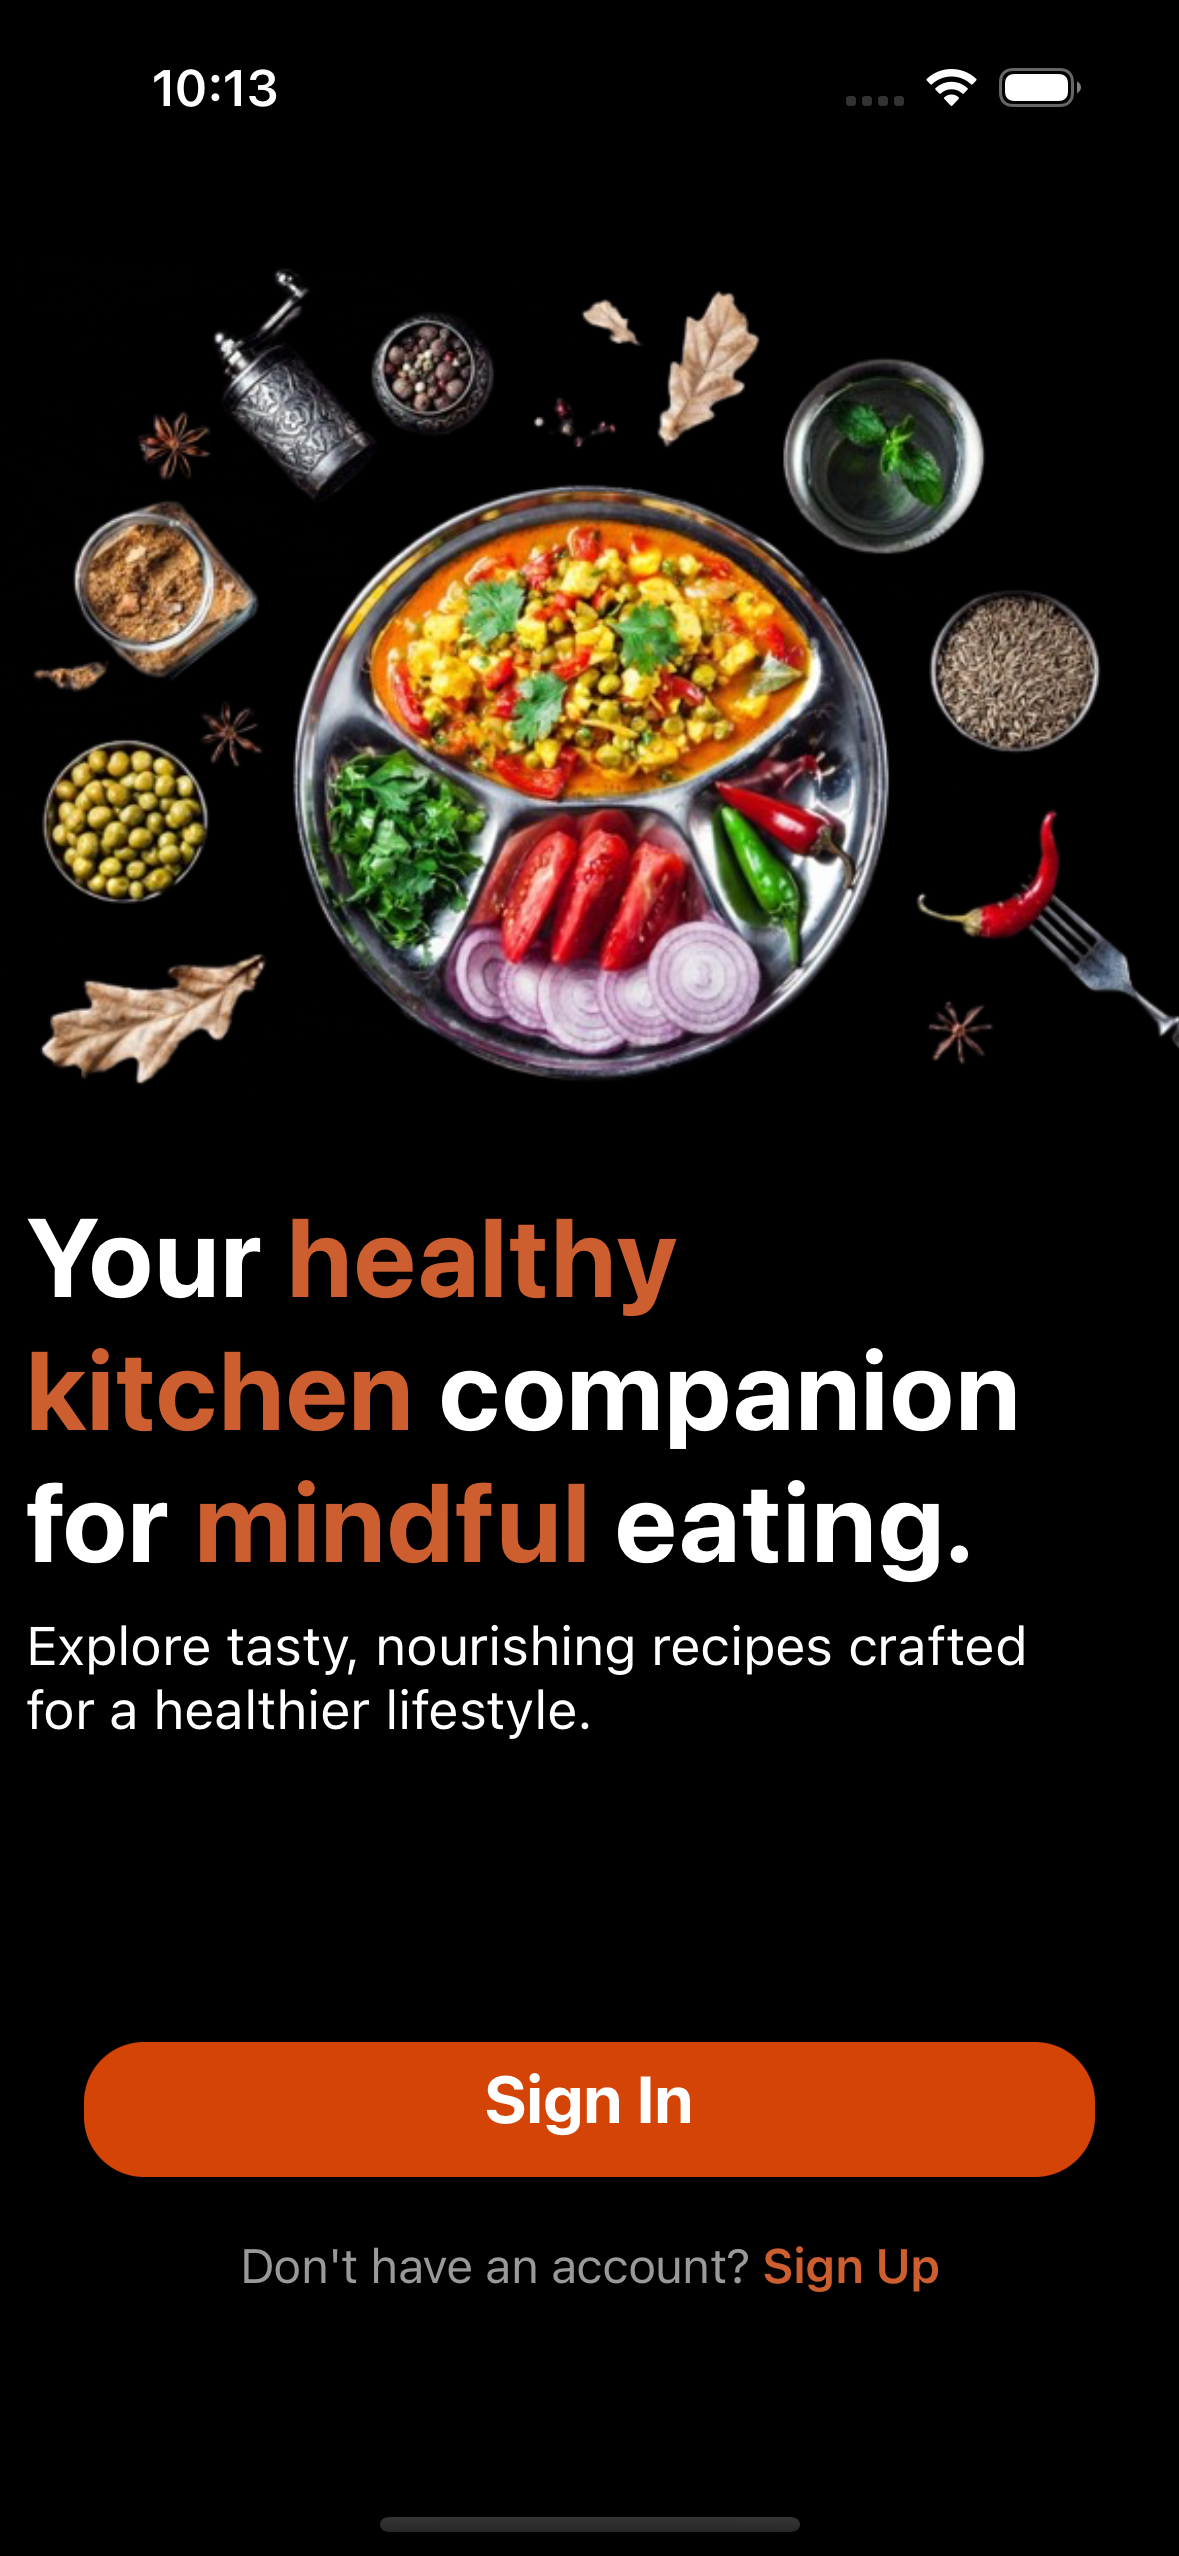 10:13
Your healthy
kitchen companion
for mindful eating.
Explore tasty, nourishing recipes crafted
for a healthier lifestyle.
Sign In
Don't have an account? Sign Up